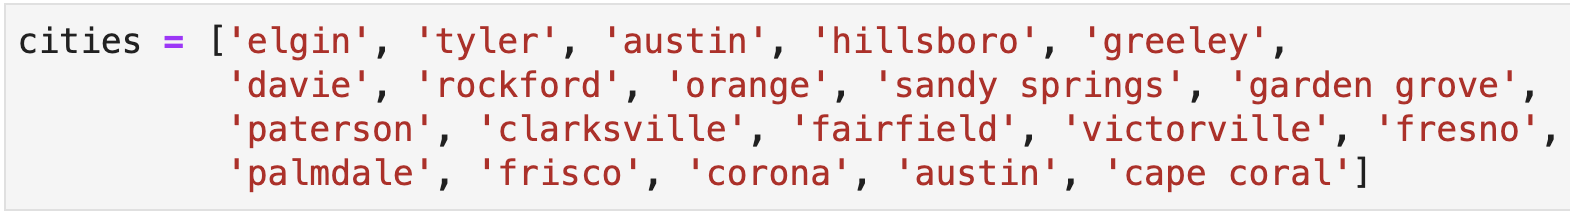 cities = ['elgin', 'tyler', 'austin', 'hillsboro', 'greeley',
'davie', 'rockford', 'orange', 'sandy springs', 'garden grove',
'paterson', 'clarksville', 'fairfield', 'victorville', 'fresno',
'palmdale', 'frisco', 'corona', 'austin', 'cape coral']